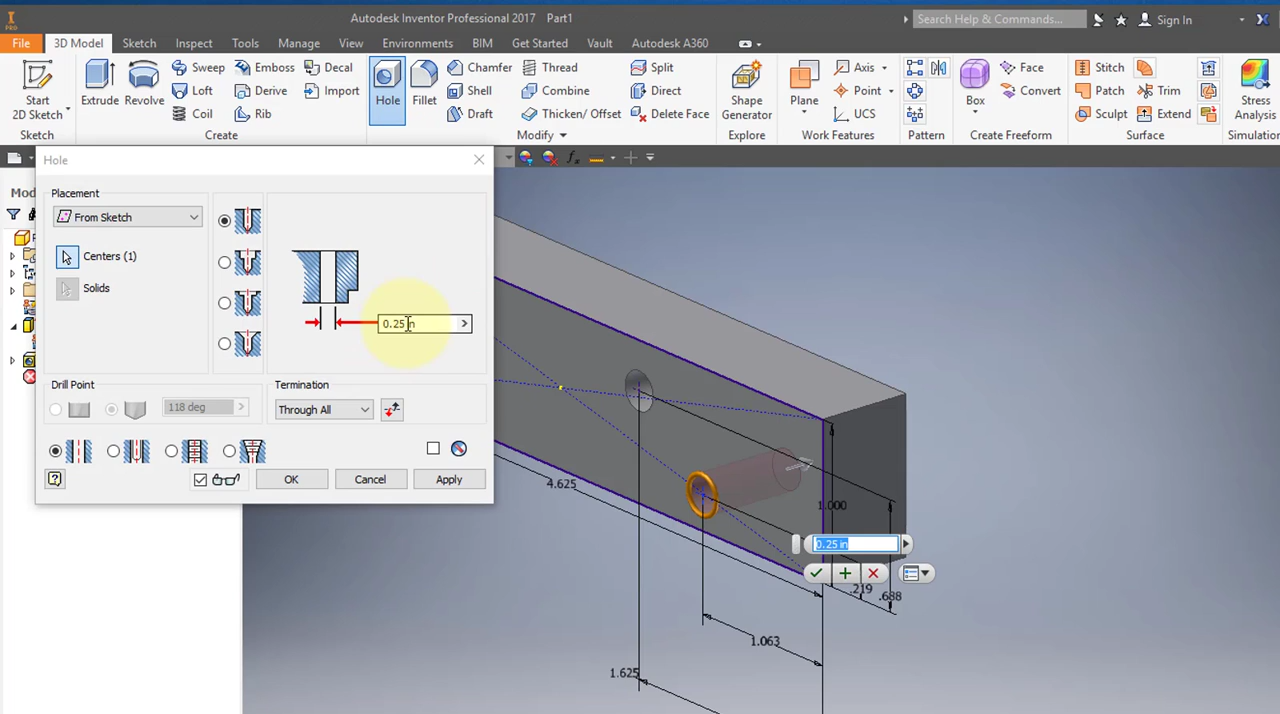 PRO
Autodesk Inventor Professional 2017 Part1
Search Help & Commands...
Sign In
File 3D Model Sketch Inspect Tools Manage View Environments BIM Get Started Vault Autodesk A360
Start
2D Sketch
Extrude
Revolve
Sweep
Loft
Coil
Emboss
Derive
Rib
Decal
Import
Hole
Fillet
Chamfer
Shell
Draft
Thread
Combine
Thicken/ Offset
Split
Direct
Delete Face
Shape
Generator
Plane
Axis
Point
UCS
Box
Face
Convert
Stitch
Patch
Sculpt
Trim
Extend
Stress
Analysis
Sketch Create Modify Explore Work Features Pattern Create Freeform Surface Simulation
Hole
fx
Mod
Placement
From Sketch
Centers (1)
Solids
0.25 in
Drill Point
118 deg
Termination
Through All
OK Cancel Apply
4.625
1.000
0.25 in
.219
.688
1.063
1.625